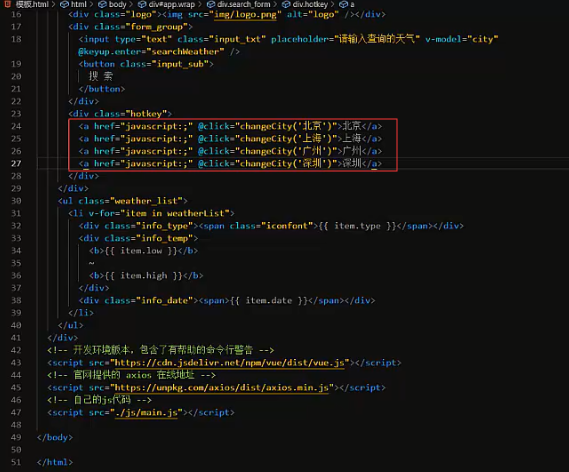 模板.html > html > body > div#app.wrap > div.search_form > div.hotkey > a
16 <div class="logo"><img src="img/logo.png" alt="logo" /></div>
17 <div class="form_group">
18 <input type="text" class="input_txt" placeholder="请输入查询的天气" v-model="city"
@keyup.enter="searchWeather" />
19 <button class="input_sub">
20 搜 索
21 </button>
22 </div>
23 <div class="hotkey">
24 <a href="javascript:;" @click="changeCity('北京')">北京</a>
25 <a href="javascript:;" @click="changeCity('上海')">上海</a>
26 <a href="javascript:;" @click="changeCity('广州')">广州</a>
27 <a href="javascript:;" @click="changeCity('深圳')">深圳</a>
28 </div>
29 </div>
30 <ul class="weather_list">
31 <li v-for="item in weatherList">
32 <div class="info_type"><span class="iconfont">{{ item.type }}</span></div>
33 <div class="info_temp">
34 <b>{{ item.low }}</b>
35 ~
36 <b>{{ item.high }}</b>
37 </div>
38 <div class="info_date"><span>{{ item.date }}</span></div>
39 </li>
40 </ul>
41 </div>
42 <!-- 开发环境版本，包含了有帮助的命令行警告 -->
43 <script src="https://cdn.jsdelivr.net/npm/vue/dist/vue.js"></script>
44 <!-- 官网提供的 axios 在线地址 -->
45 <script src="https://unpkg.com/axios/dist/axios.min.js"></script>
46 <!-- 自己的js代码 -->
47 <script src="./js/main.js"></script>
48
49 </body>
50
51 </html>